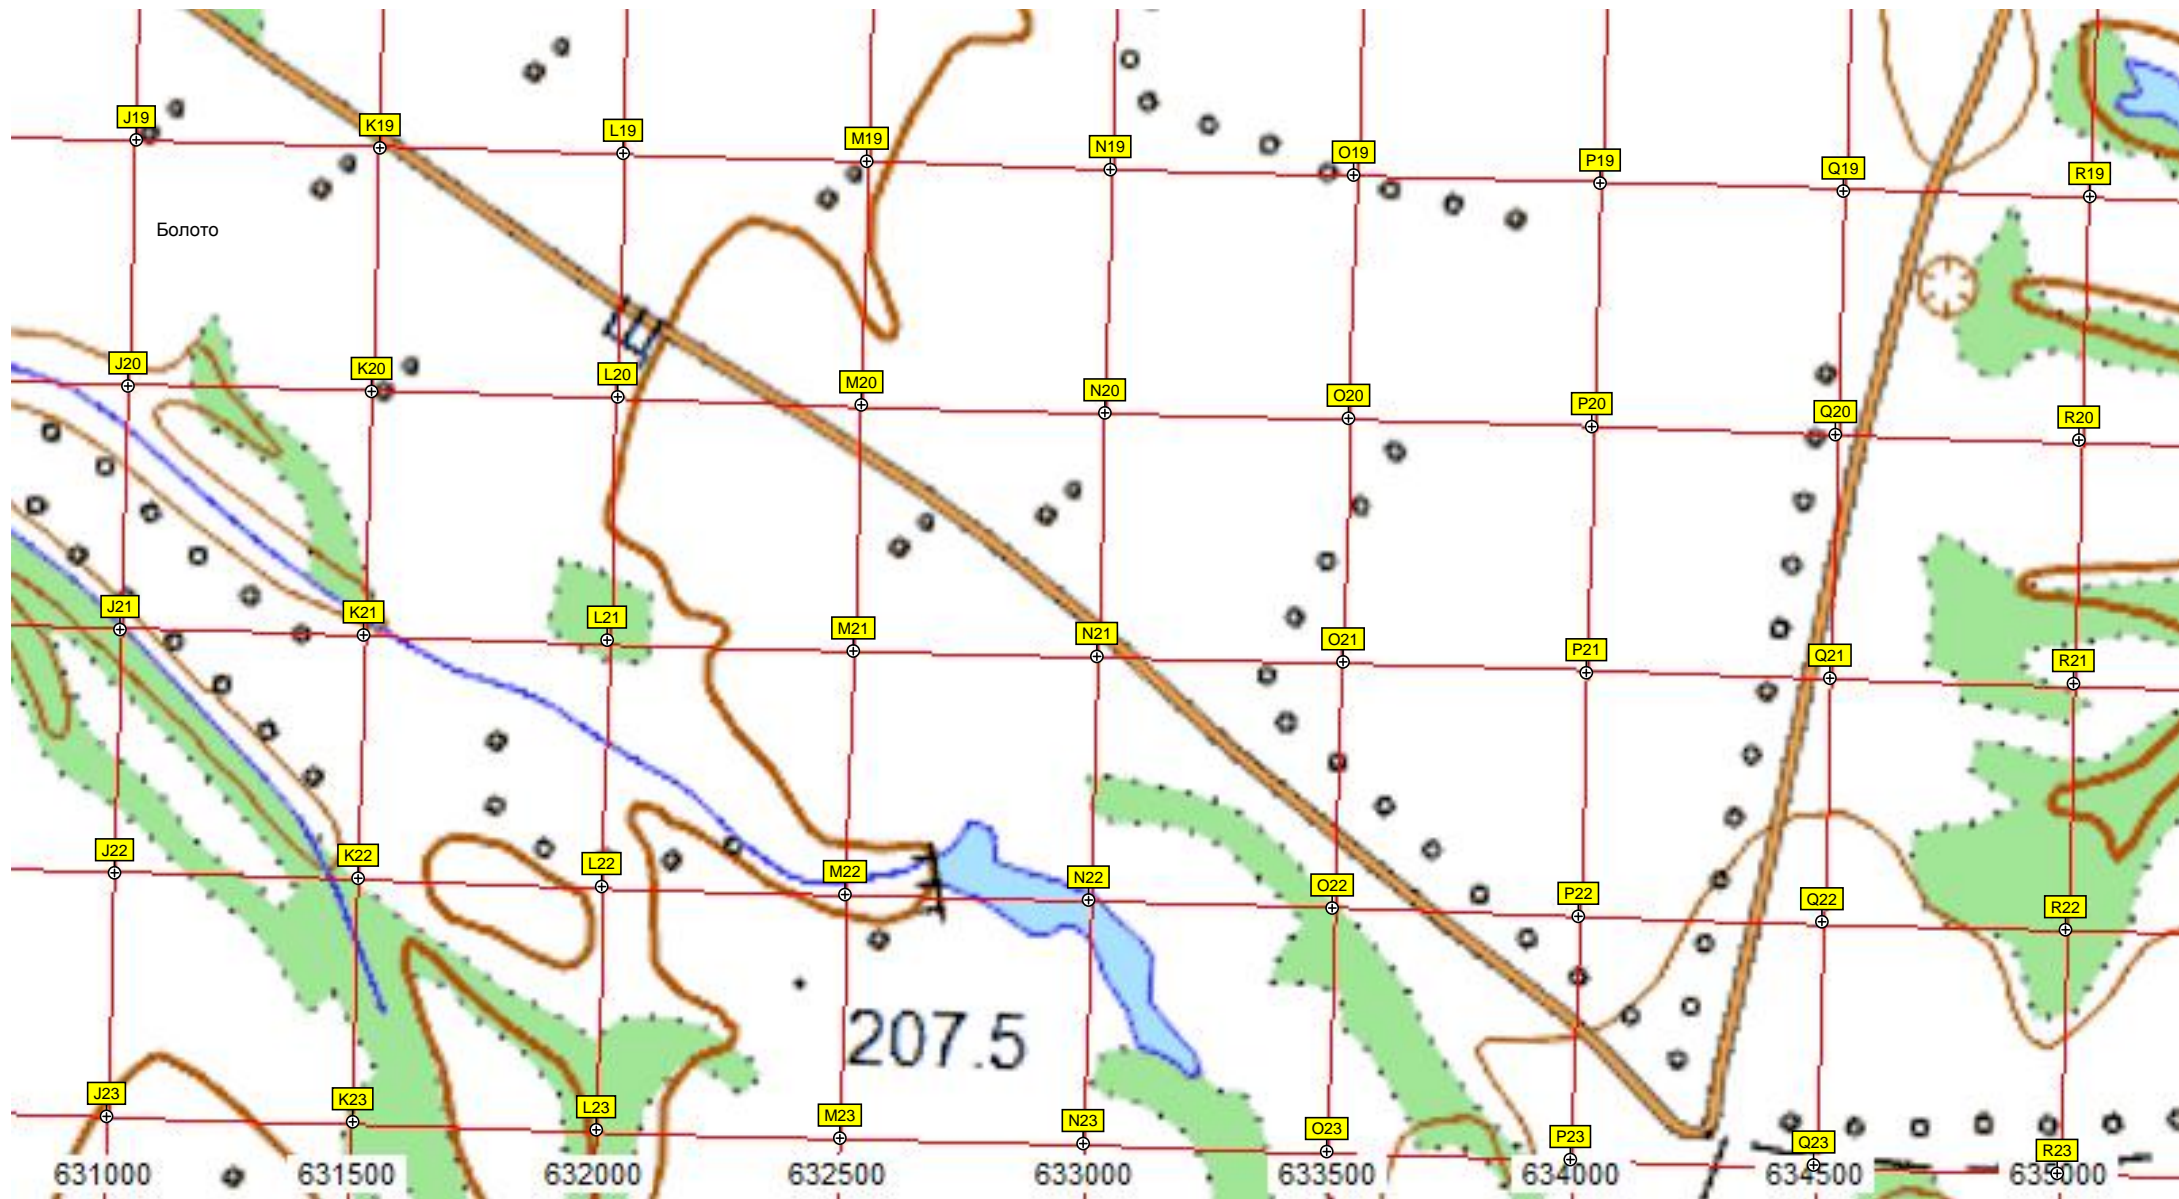 J19 K19 L19 M19 N19 O19 P19 Q19 R19
Болото
J20 K20 L20 M20 N20 O20 P20 Q20 R20
J21 K21 L21 M21 N21 O21 P21 Q21 R21
J22 K22 L22 M22 N22 O22 P22 Q22 R22
207.5
J23 K23 L23 M23 N23 O23 P23 Q23 R23
631000 631500 632000 632500 633000 633500 634000 634500 635000